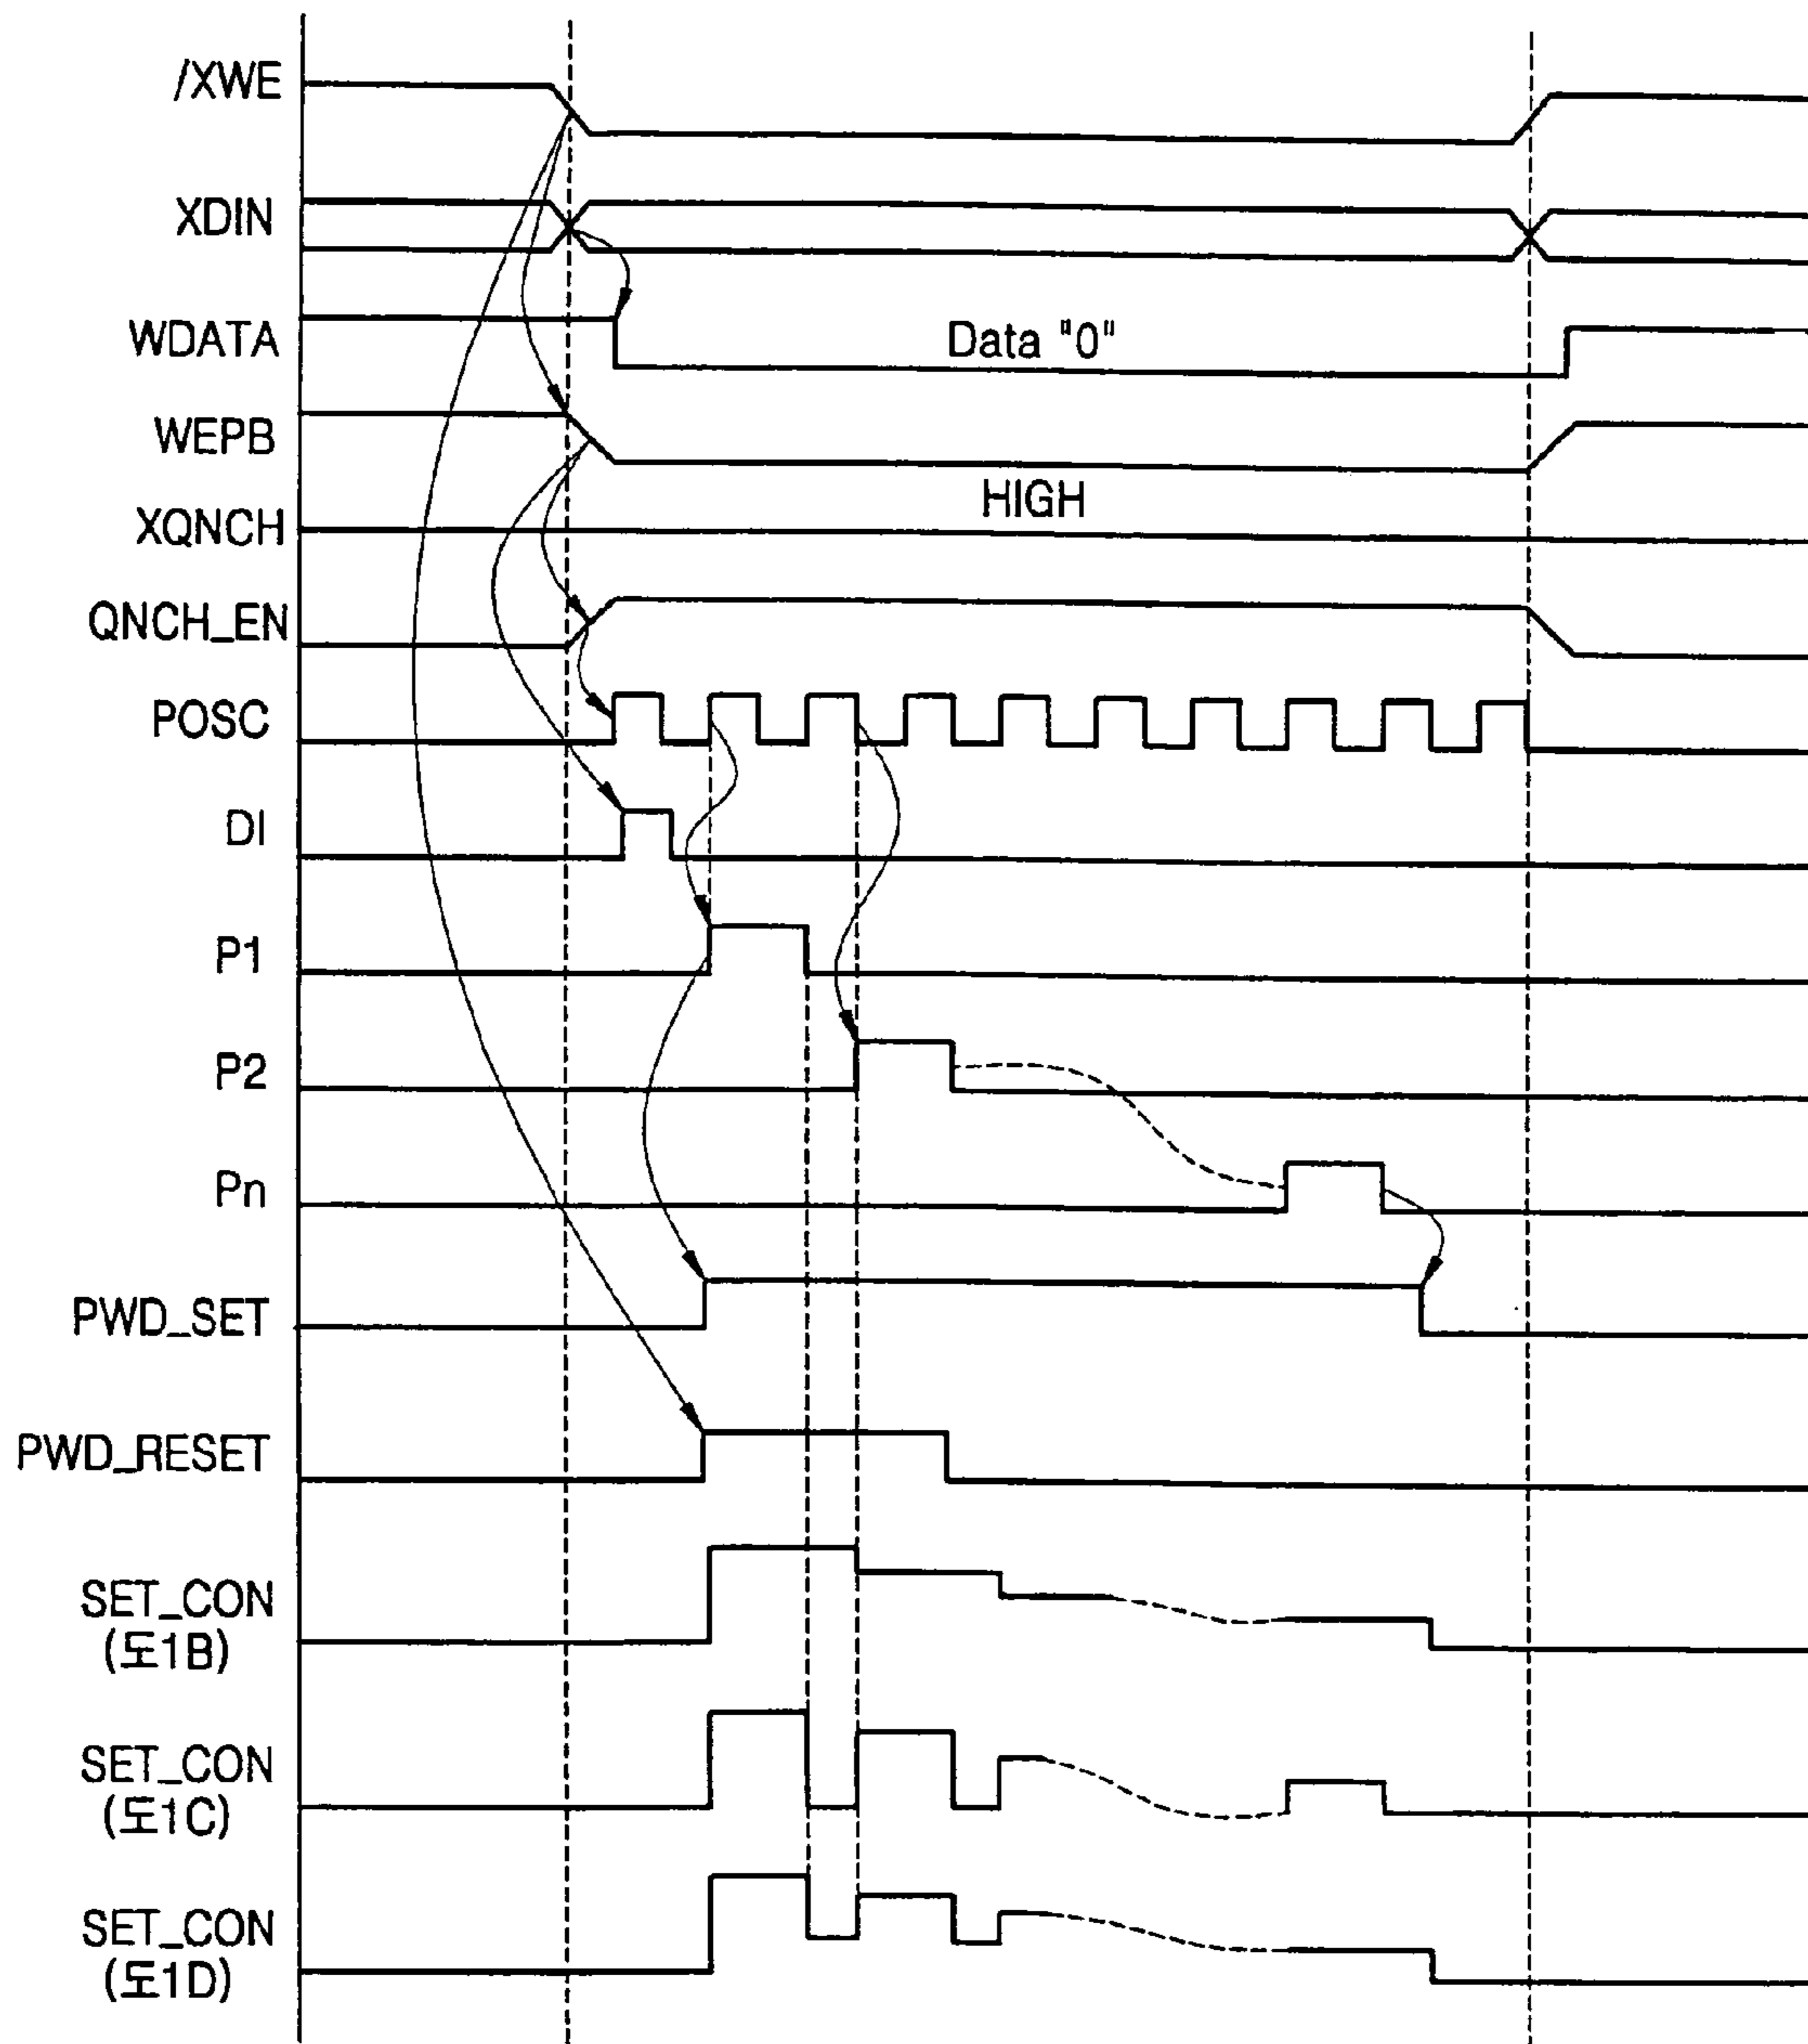 /XWE
XDIN
WDATA
Data "0"
WEPB
HIGH
XQNCH
QNCH_EN
POSC
DI
P1
P2
Pn
PWD_SET
PWD_RESET
SET_CON
(도1B)
SET_CON
(도1C)
SET_CON
(도1D)